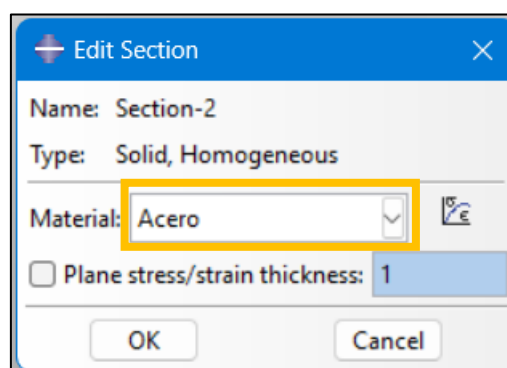 Edit Section
Name: Section-2
Type: Solid, Homogeneous
Material: Acero
Plane stress/strain thickness: 1
OK Cancel